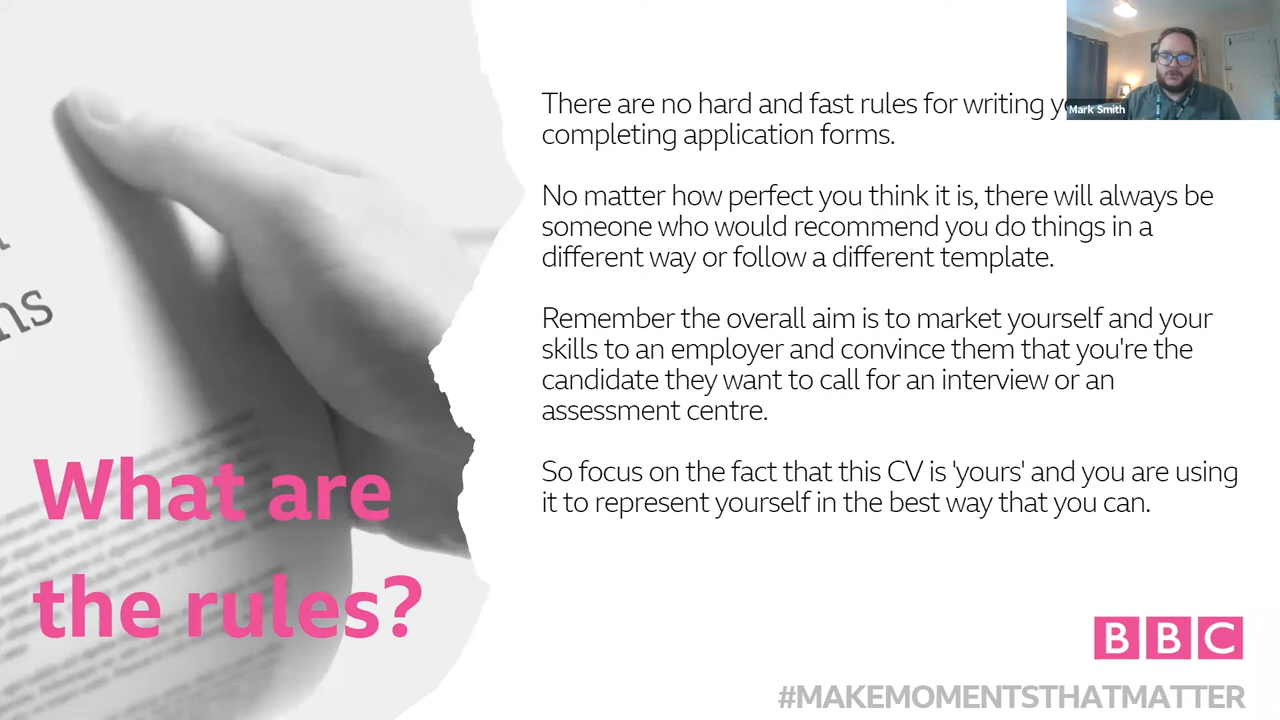 There are no hard and fast rules for writing
completing application forms.
No matter how perfect you think it is, there will always be
someone who would recommend you do things in a
different way or follow a different template.
Remember the overall aim is to market yourself and your
skills to an employer and convince them that you're the
candidate they want to call for an interview or an
assessment centre.
So focus on the fact that this CV is 'yours' and you are using
it to represent yourself in the best way that you can.
What are
the rules?
Mark Smith
BBC
#MAKEMOMENTSTHATMATTER